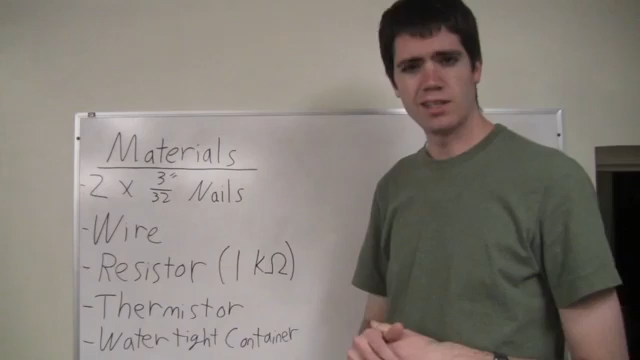 Materials
- 2 x 3/32" Nails
- Wire
- Resistor (1 kΩ)
- Thermistor
- Watertight Container